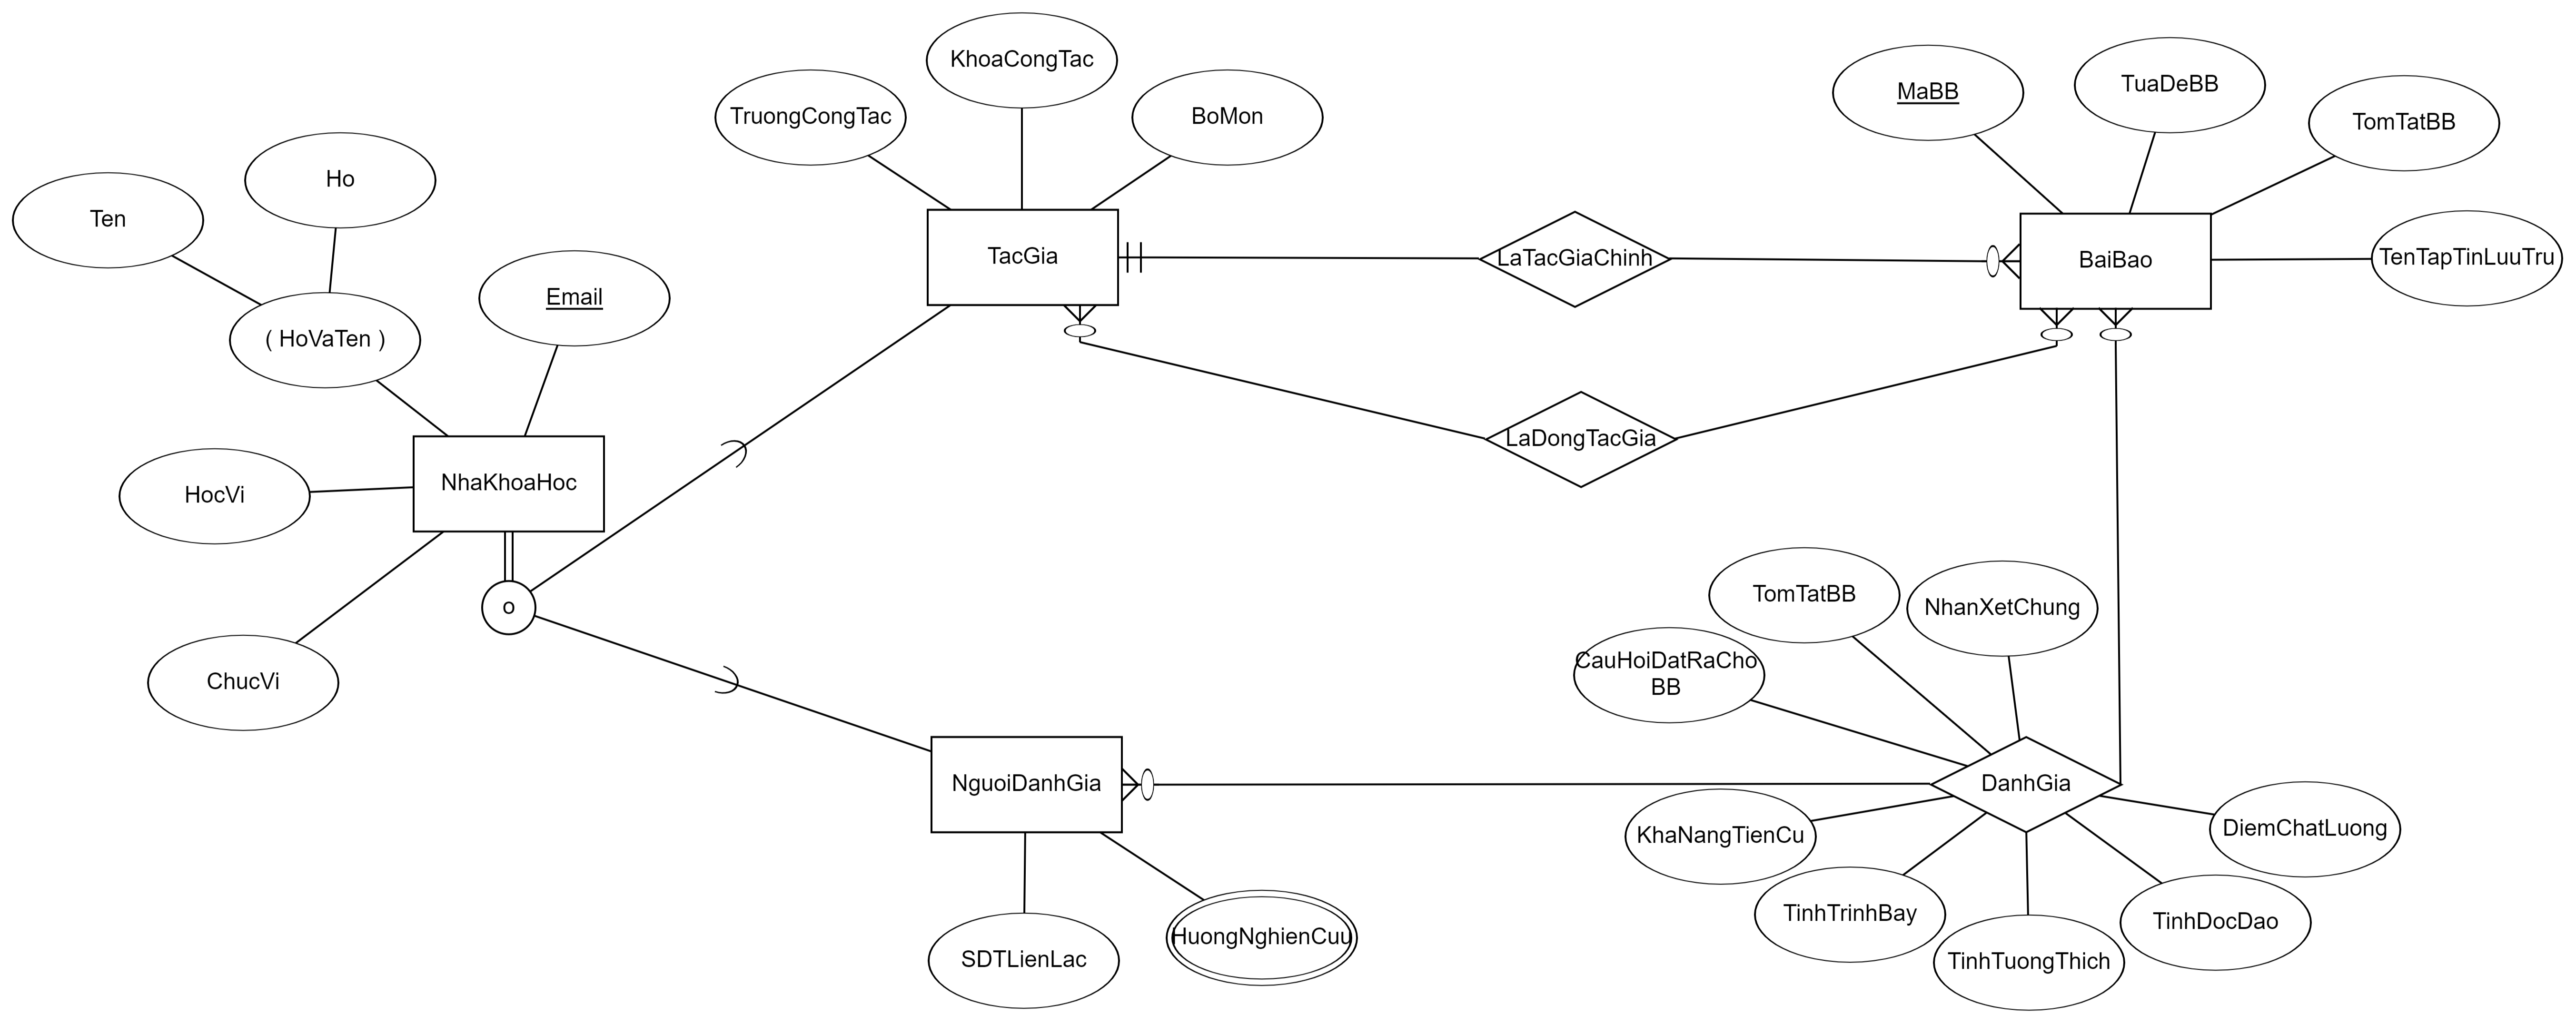 KhoaCongTac
TruongCongTac
BoMon
MaBB
TuaDeBB
TomTatBB
Ho
Ten
Email
( HoVaTen )
TacGia
LaTacGiaChinh
BaiBao
TenTapTinLuuTru
LaDongTacGia
NhaKhoaHoc
HocVi
ChucVi
o
TomTatBB
NhanXetChung
CauHoiDatRaCho
BB
NguoiDanhGia
DanhGia
KhaNangTienCu
DiemChatLuong
TinhTrinhBay
TinhDocDao
TinhTuongThich
SDTLienLac
HuongNghienCuu